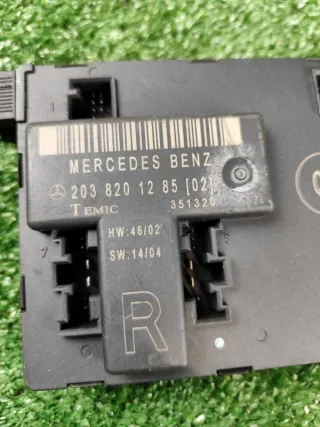 MERCEDES BENZ
203 820 12 85 [02]
TEMIC 351320
HW:46/02
SW:14/04
R